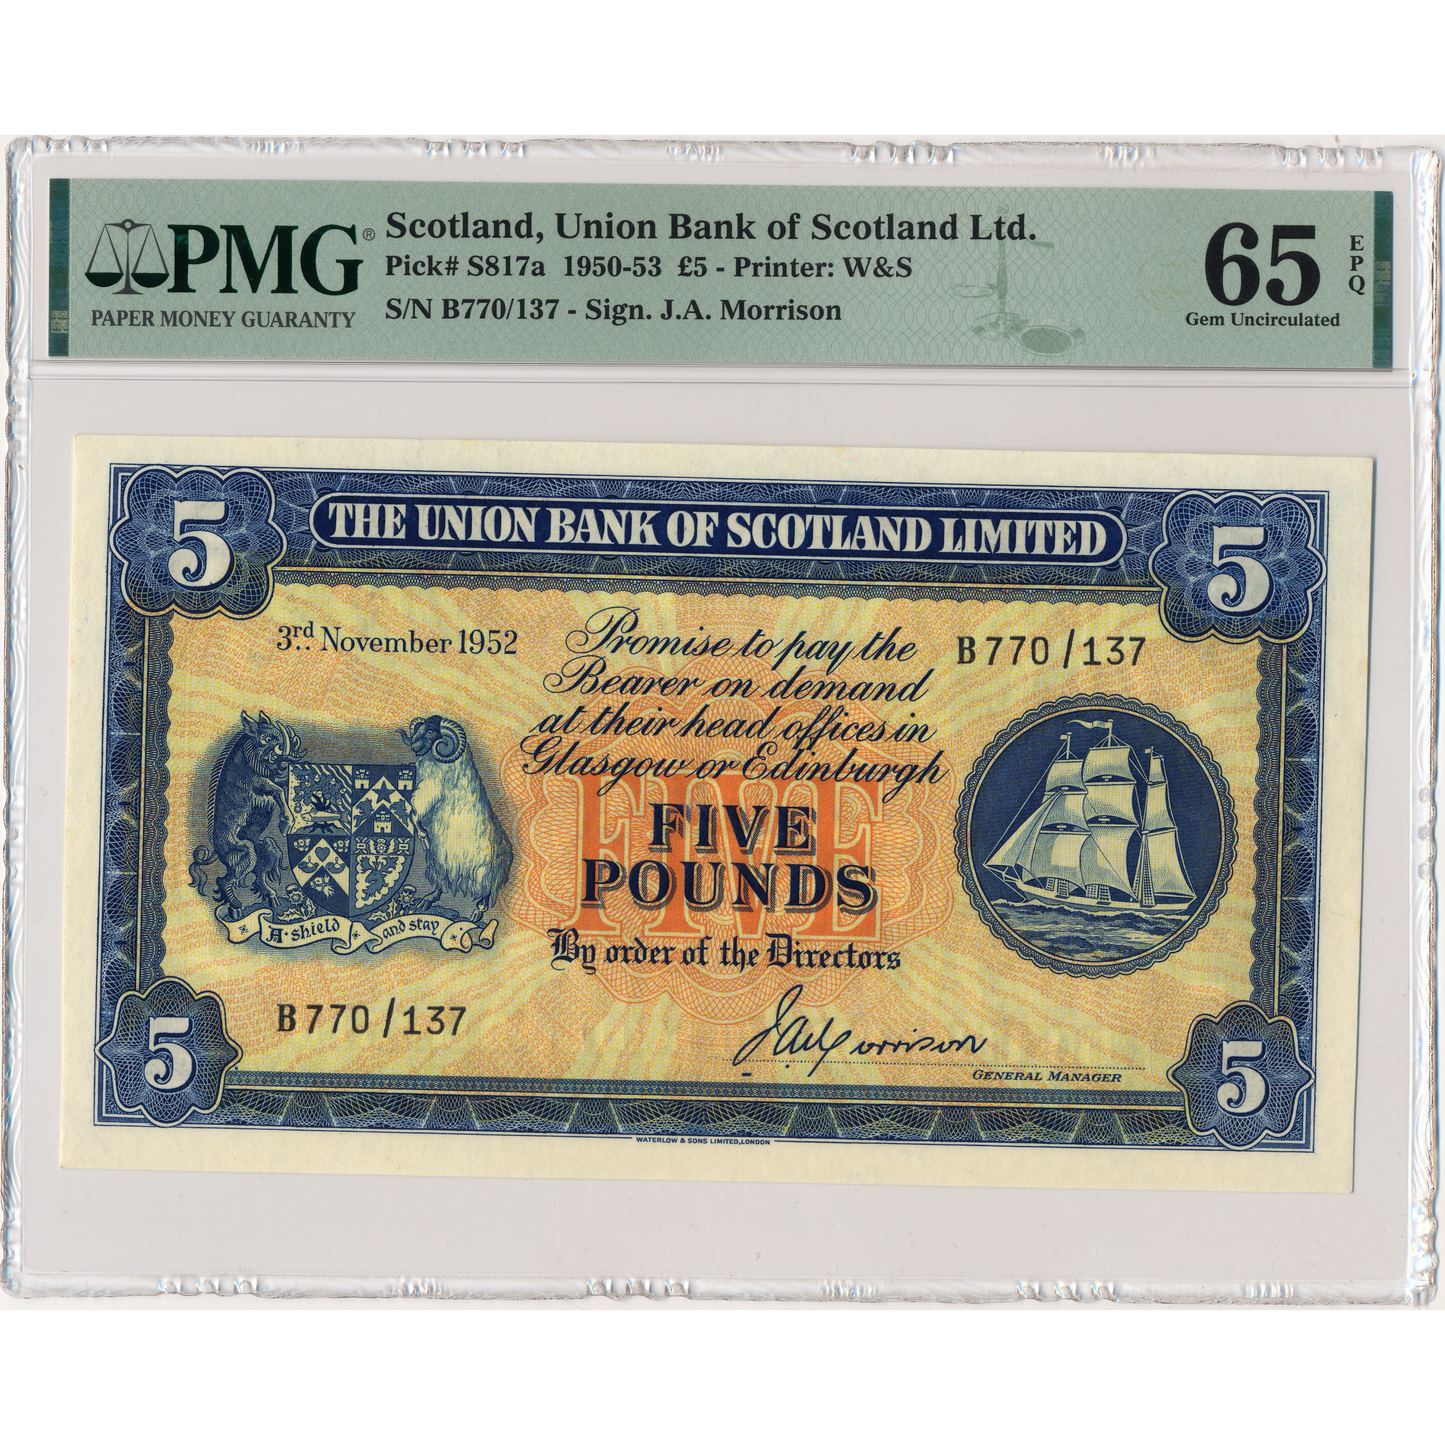 PMG®
PAPER MONEY GUARANTY
Scotland, Union Bank of Scotland Ltd.
Pick# S817a 1950-53 £5 - Printer: W&S
S/N B770/137 - Sign. J.A. Morrison
65
EPQ
Gem Uncirculated
5
THE UNION BANK OF SCOTLAND LIMITED
5
3rd November 1952
Promise to pay the
Bearer on demand
at their head offices in
Glasgow or Edinburgh
B770/137
FIVE
FIVE
POUNDS
By order of the Directors
A·shield and stay
B770/137
J.A. Morrison
GENERAL MANAGER
5
5
WATERLOW & SONS LIMITED, LONDON